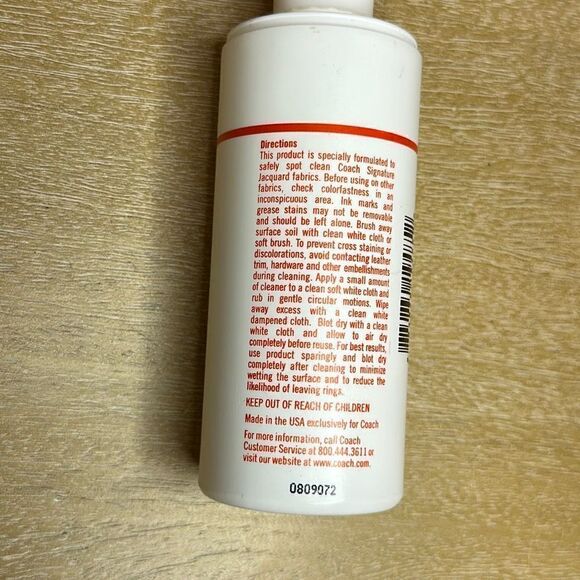 Directions
This product is specially formulated to
safely spot clean Coach Signature
Jacquard fabrics. Before using on other
fabrics, check colorfastness in an
inconspicuous area. Ink marks and
grease stains may not be removable
and should be left alone. Brush away
surface soil with clean white cloth or
soft brush. To prevent cross staining or
discolorations, avoid contacting leather
trim, hardware and other embellishments
during cleaning. Apply a small amount
of cleaner to a clean soft white cloth and
rub in gentle circular motions. Wipe
away excess with a clean white
dampened cloth. Blot dry with a clean
white cloth and allow to air dry
completely before reuse. For best results,
use product sparingly and blot dry
completely after cleaning to minimize
wetting the surface and to reduce the
likelihood of leaving rings.
KEEP OUT OF REACH OF CHILDREN
Made in the USA exclusively for Coach
For more information, call Coach
Customer Service at 800.444.3611 or
visit our website at www.coach.com.
0809072